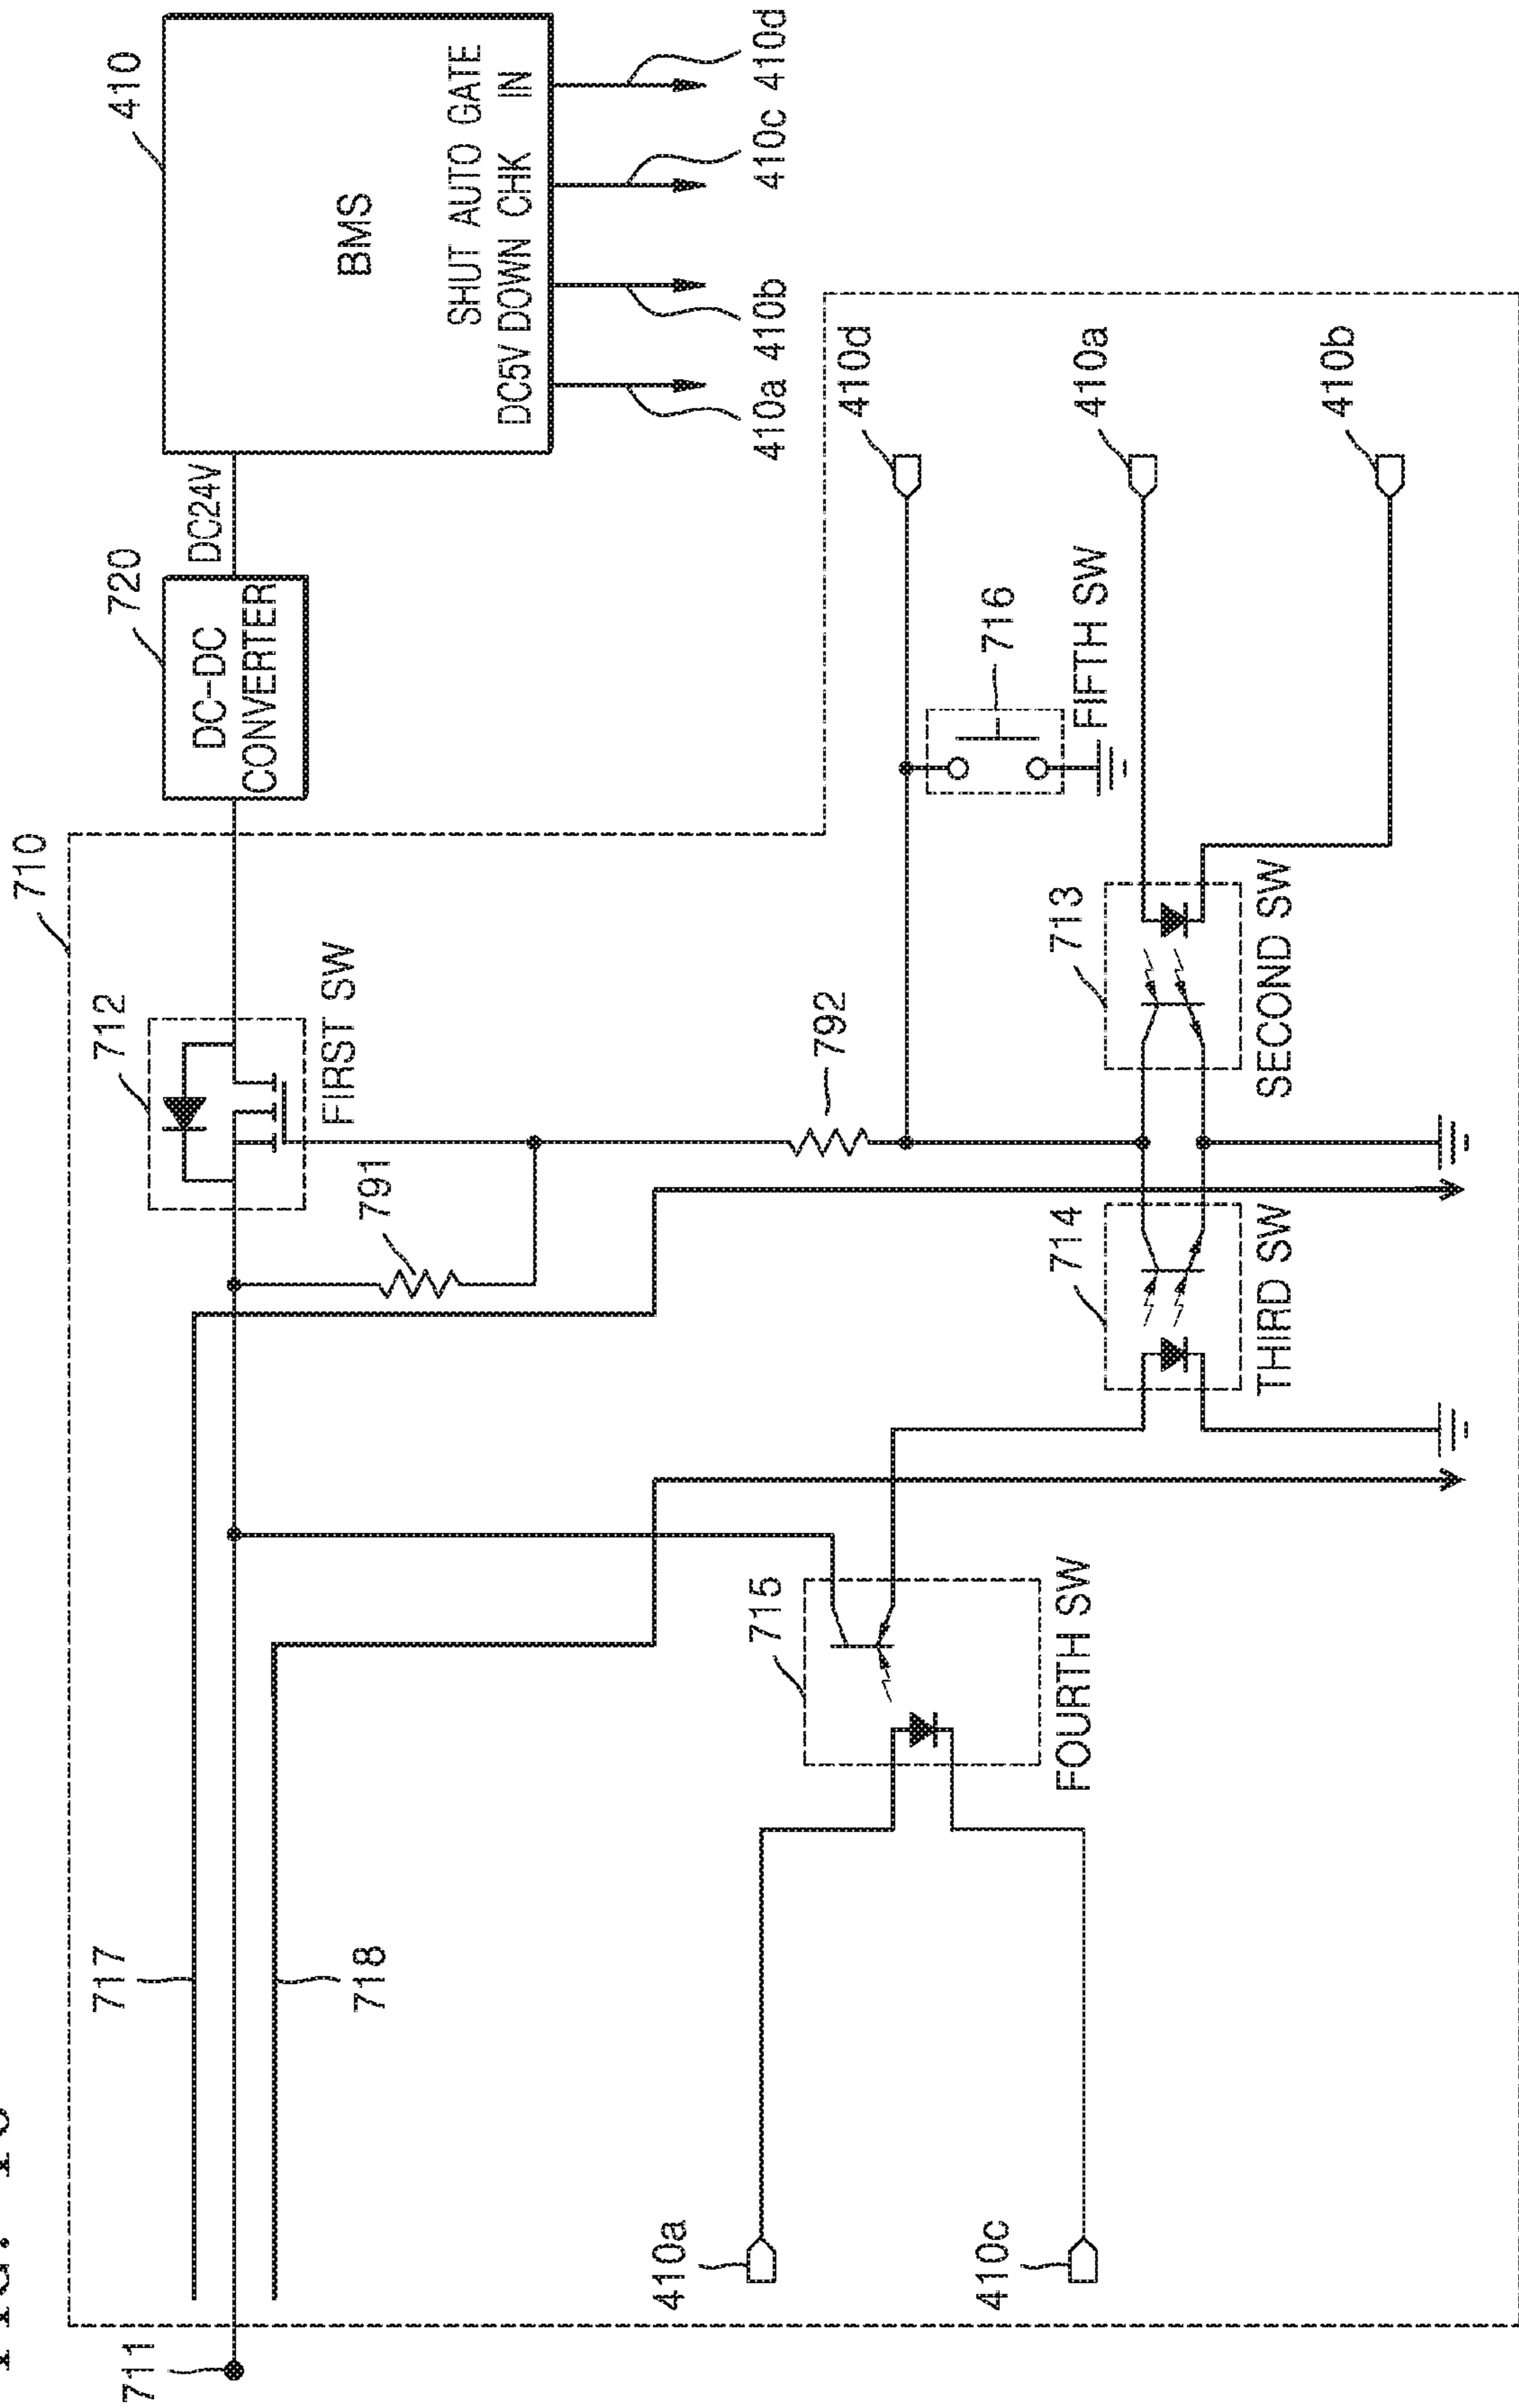 710
711
717
718
712
FIRST SW
791
792
720
DC-DC
CONVERTER
DC24V
410
BMS
SHUT AUTO GATE
DC5V DOWN CHK IN
410a 410b 410c 410d
410a
410c
715
FOURTH SW
714
THIRD SW
713
SECOND SW
716
FIFTH SW
410d
410a
410b